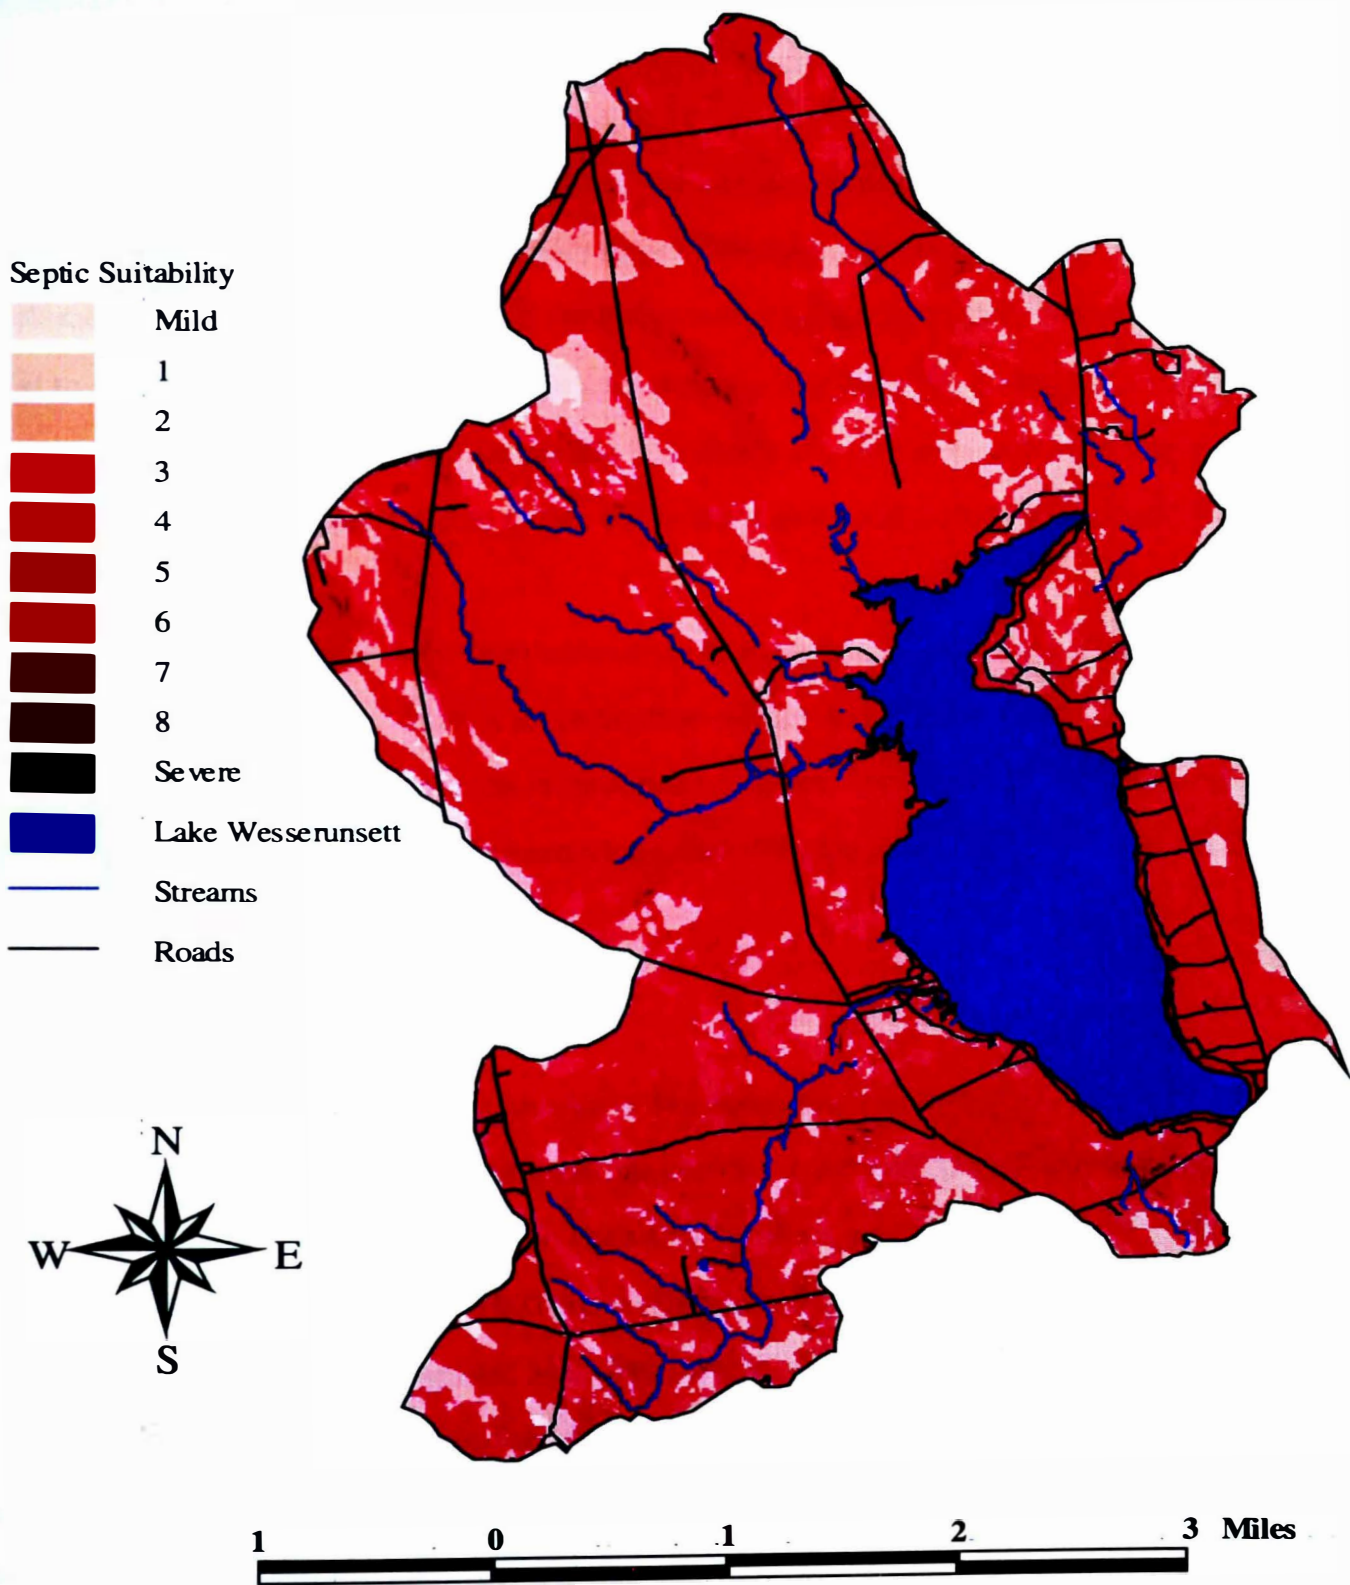 Septic Suitability
Mild
1
2
3
4
5
6
7
8
Severe
Lake Wesserunsett
Streams
Roads
N
W E
S
1 0 1 2 3 Miles